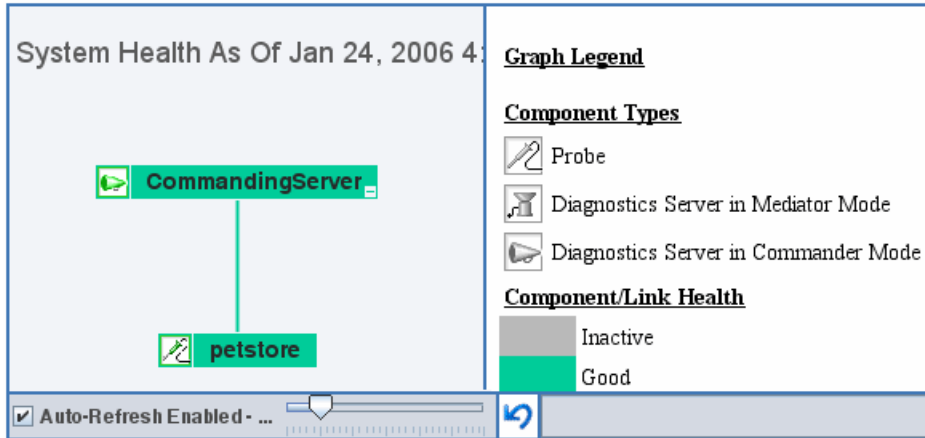 System Health As Of Jan 24, 2006 4:
CommandingServer
petstore
Auto-Refresh Enabled - ...
Graph Legend
Component Types
Probe
Diagnostics Server in Mediator Mode
Diagnostics Server in Commander Mode
Component/Link Health
Inactive
Good